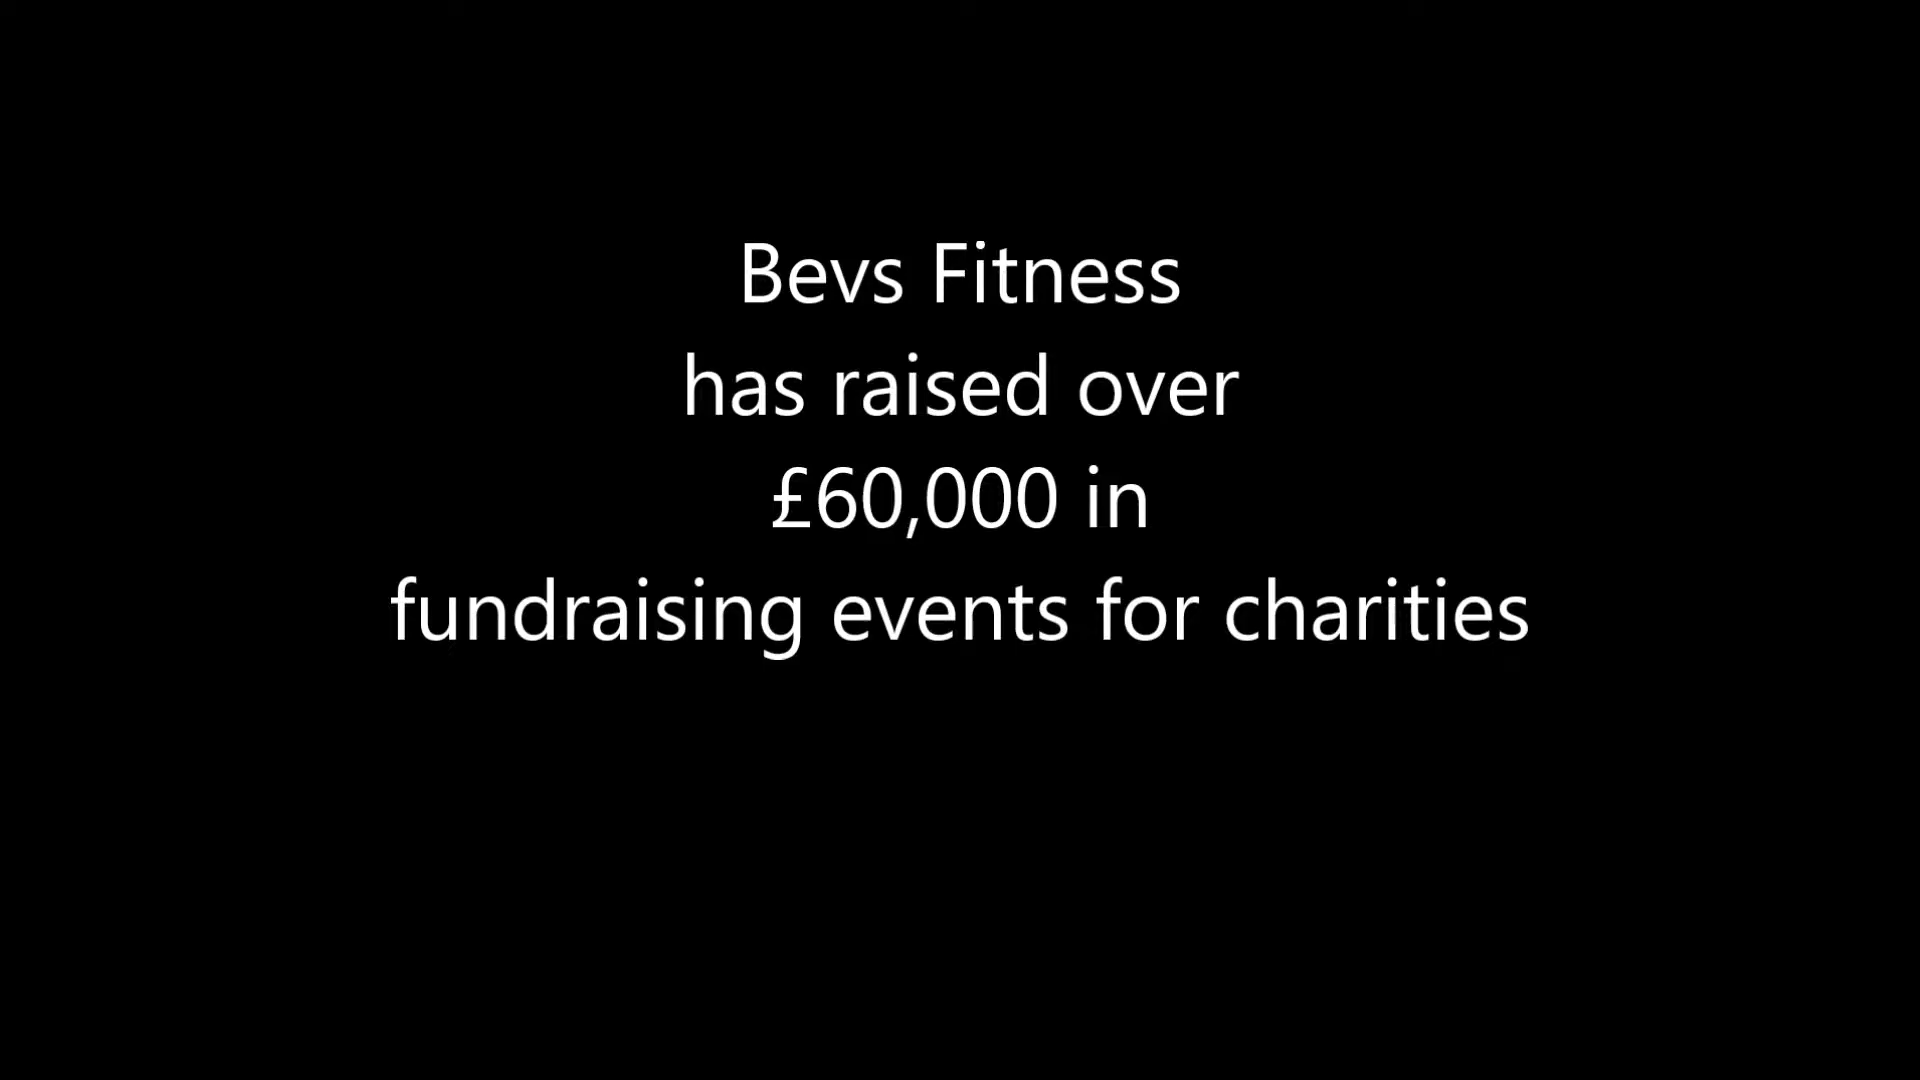 Bevs Fitness
has raised over
£60,000 in
fundraising events for charities